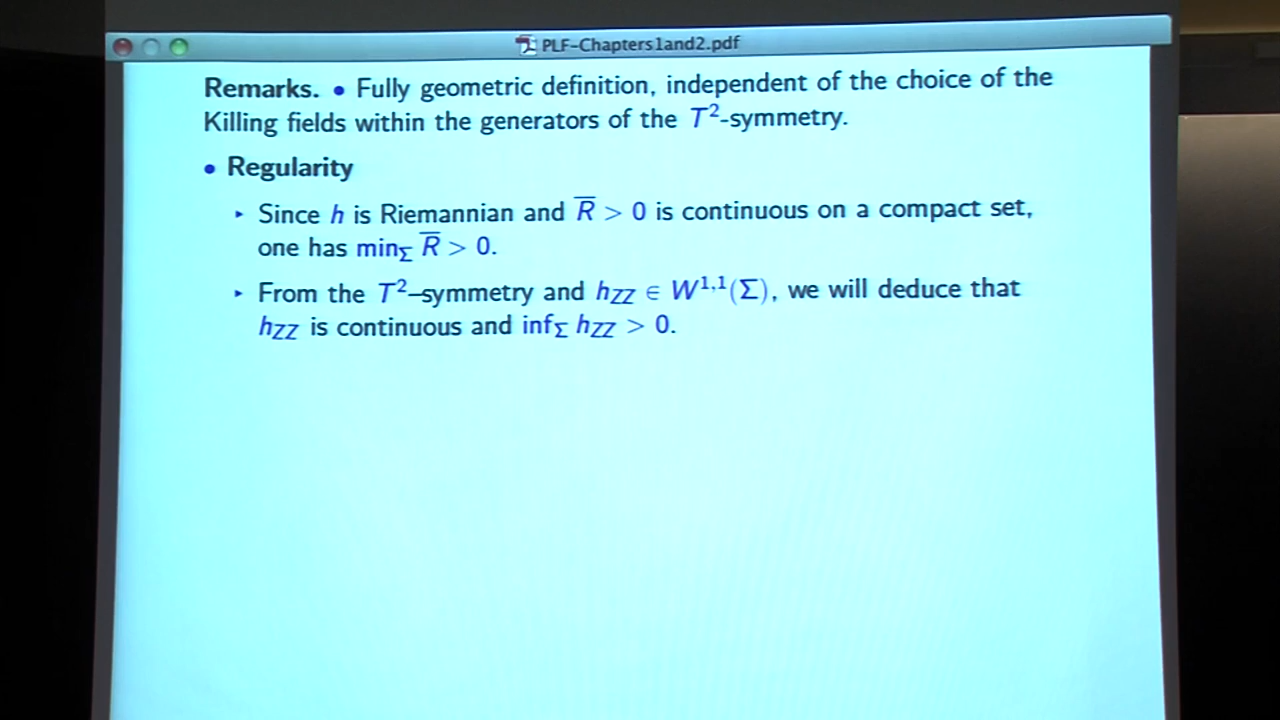 PLF-Chapters1and2.pdf
Remarks. • Fully geometric definition, independent of the choice of the
Killing fields within the generators of the T²-symmetry.
• Regularity
▸ Since h is Riemannian and R̅ > 0 is continuous on a compact set,
one has min_Σ R̅ > 0.
▸ From the T²–symmetry and h_ZZ ∈ W^{1,1}(Σ), we will deduce that
h_ZZ is continuous and inf_Σ h_ZZ > 0.